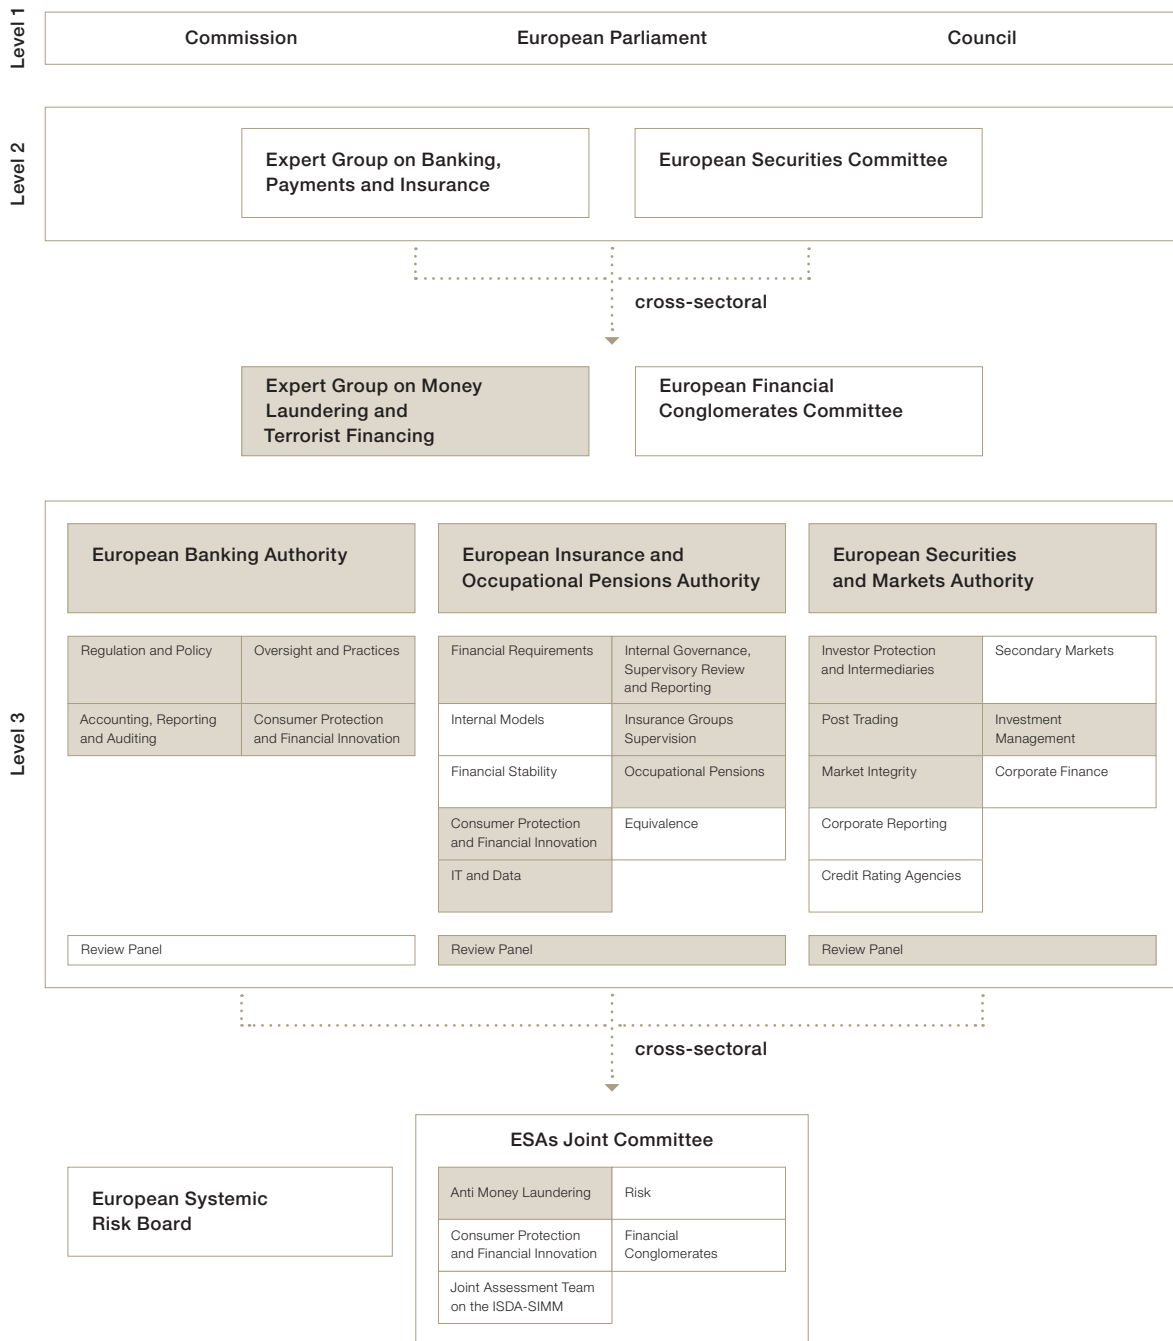 Level 1
Commission
European Parliament
Council
Level 2
Expert Group on Banking,
Payments and Insurance
European Securities Committee
cross-sectoral
Expert Group on Money
Laundering and
Terrorist Financing
European Financial
Conglomerates Committee
Level 3
European Banking Authority
European Insurance and
Occupational Pensions Authority
European Securities
and Markets Authority
Regulation and Policy
Oversight and Practices
Accounting, Reporting
and Auditing
Consumer Protection
and Financial Innovation
Financial Requirements
Internal Governance,
Supervisory Review
and Reporting
Internal Models
Insurance Groups
Supervision
Financial Stability
Occupational Pensions
Consumer Protection
and Financial Innovation
Equivalence
IT and Data
Investor Protection
and Intermediaries
Secondary Markets
Post Trading
Investment
Management
Market Integrity
Corporate Finance
Corporate Reporting
Credit Rating Agencies
Review Panel
Review Panel
Review Panel
cross-sectoral
European Systemic
Risk Board
ESAs Joint Committee
Anti Money Laundering
Risk
Consumer Protection
and Financial Innovation
Financial
Conglomerates
Joint Assessment Team
on the ISDA-SIMM